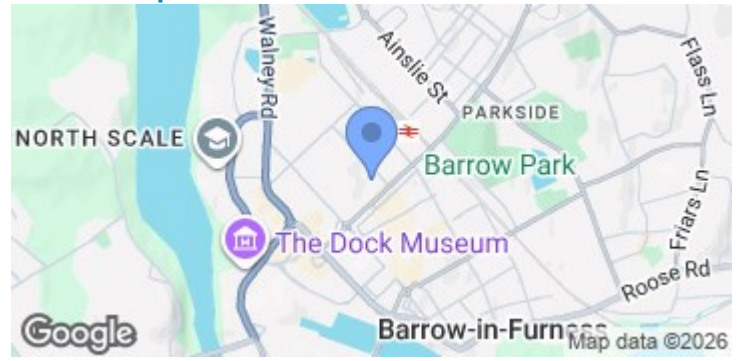 Ainslie St
Walney Rd
Flass Ln
PARKSIDE
NORTH SCALE
Barrow Park
Friars Ln
The Dock Museum
Roose Rd
Barrow-in-Furness
Google
Map data ©2026